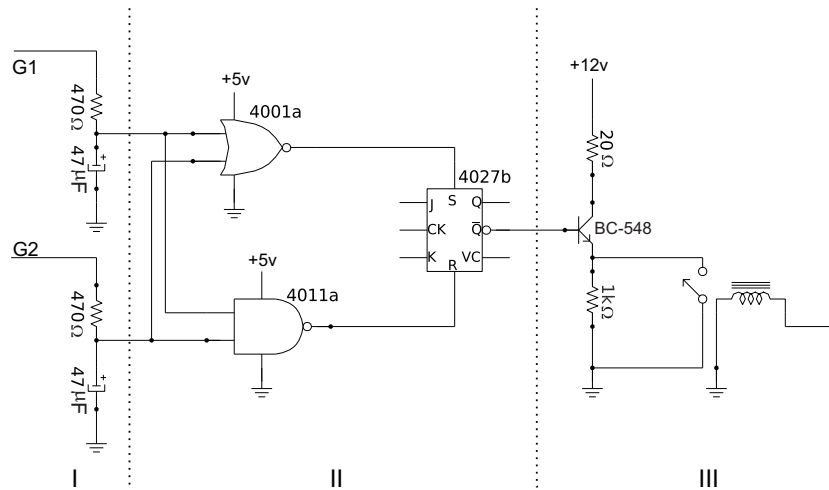 G1
470Ω
47µF
G2
470Ω
47µF
I
+5v
4001a
+5v
4011a
4027b
J S Q
CK Q̅
K R VC
II
+12v
20Ω
BC-548
1kΩ
III